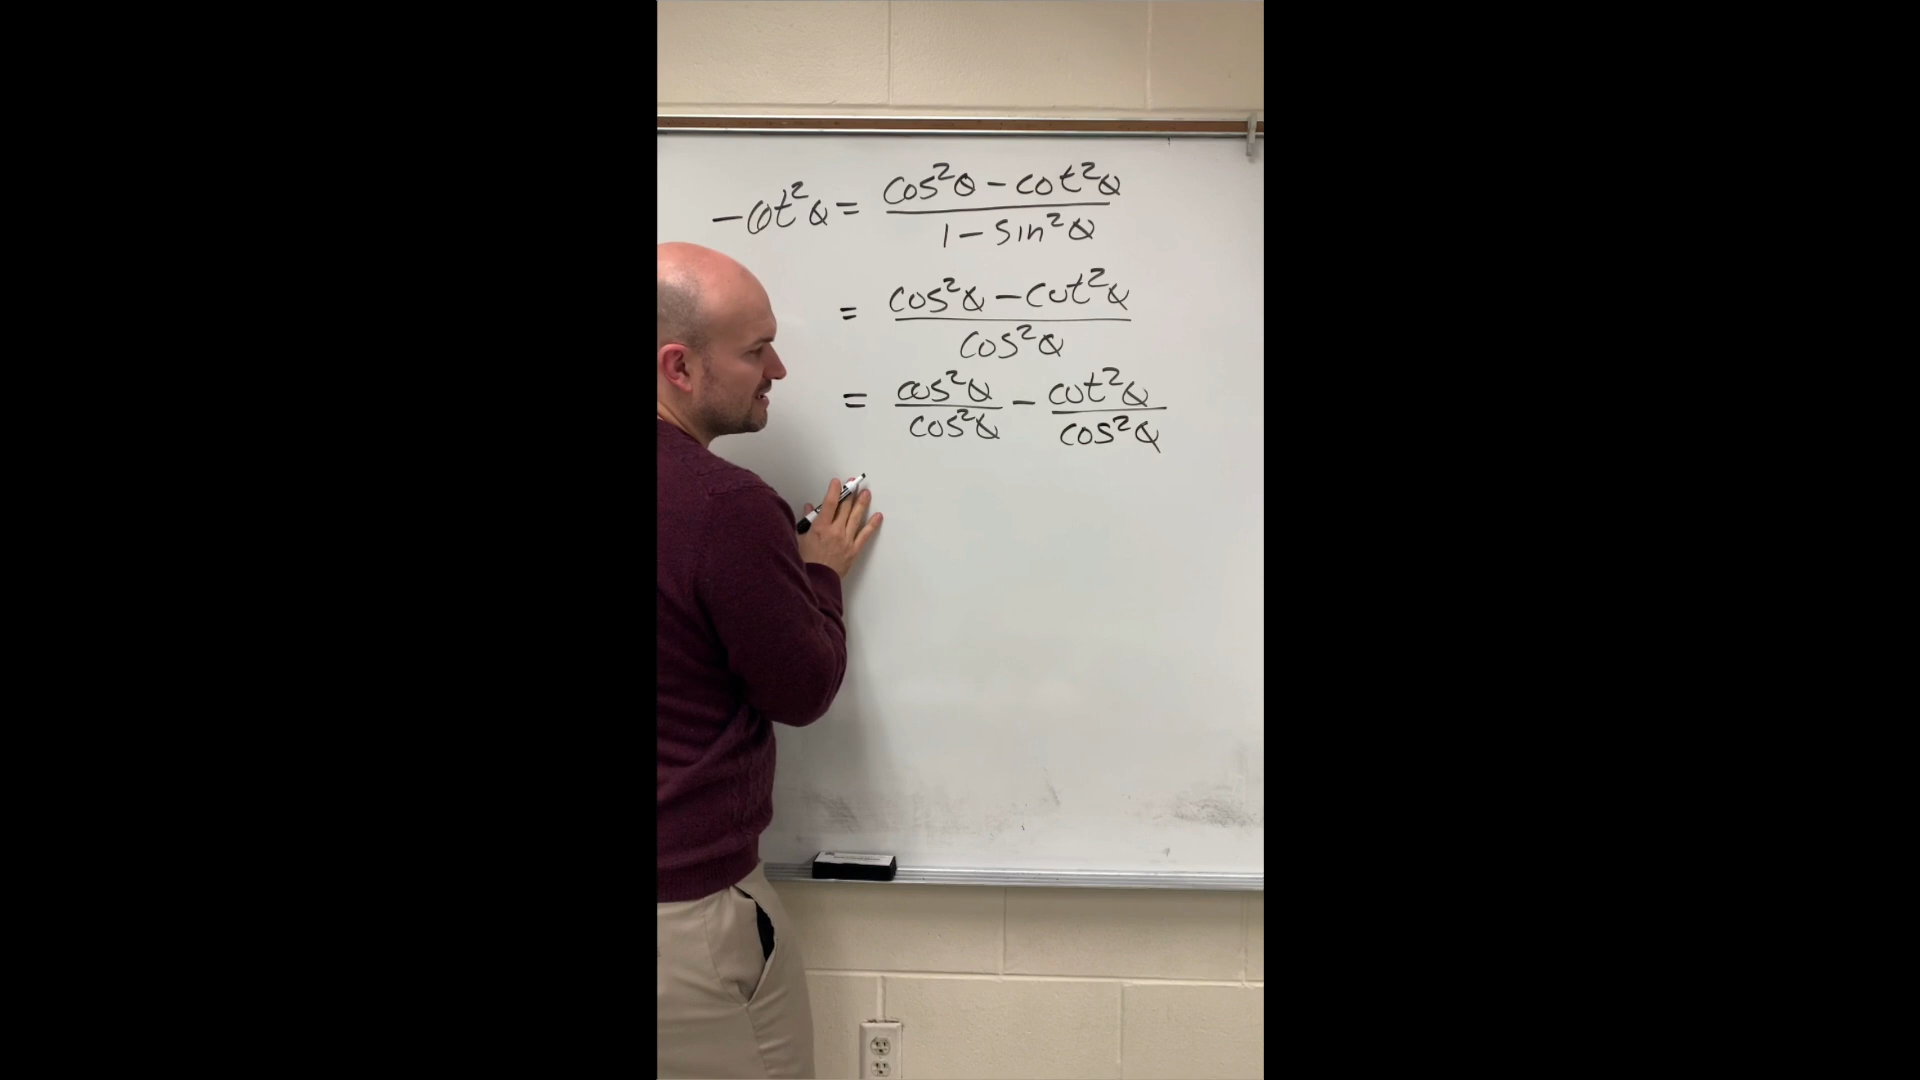 -cot²θ = (cos²θ - cot²θ) / (1 - sin²θ)
= (cos²θ - cot²θ) / cos²θ
= cos²θ / cos²θ - cot²θ / cos²θ